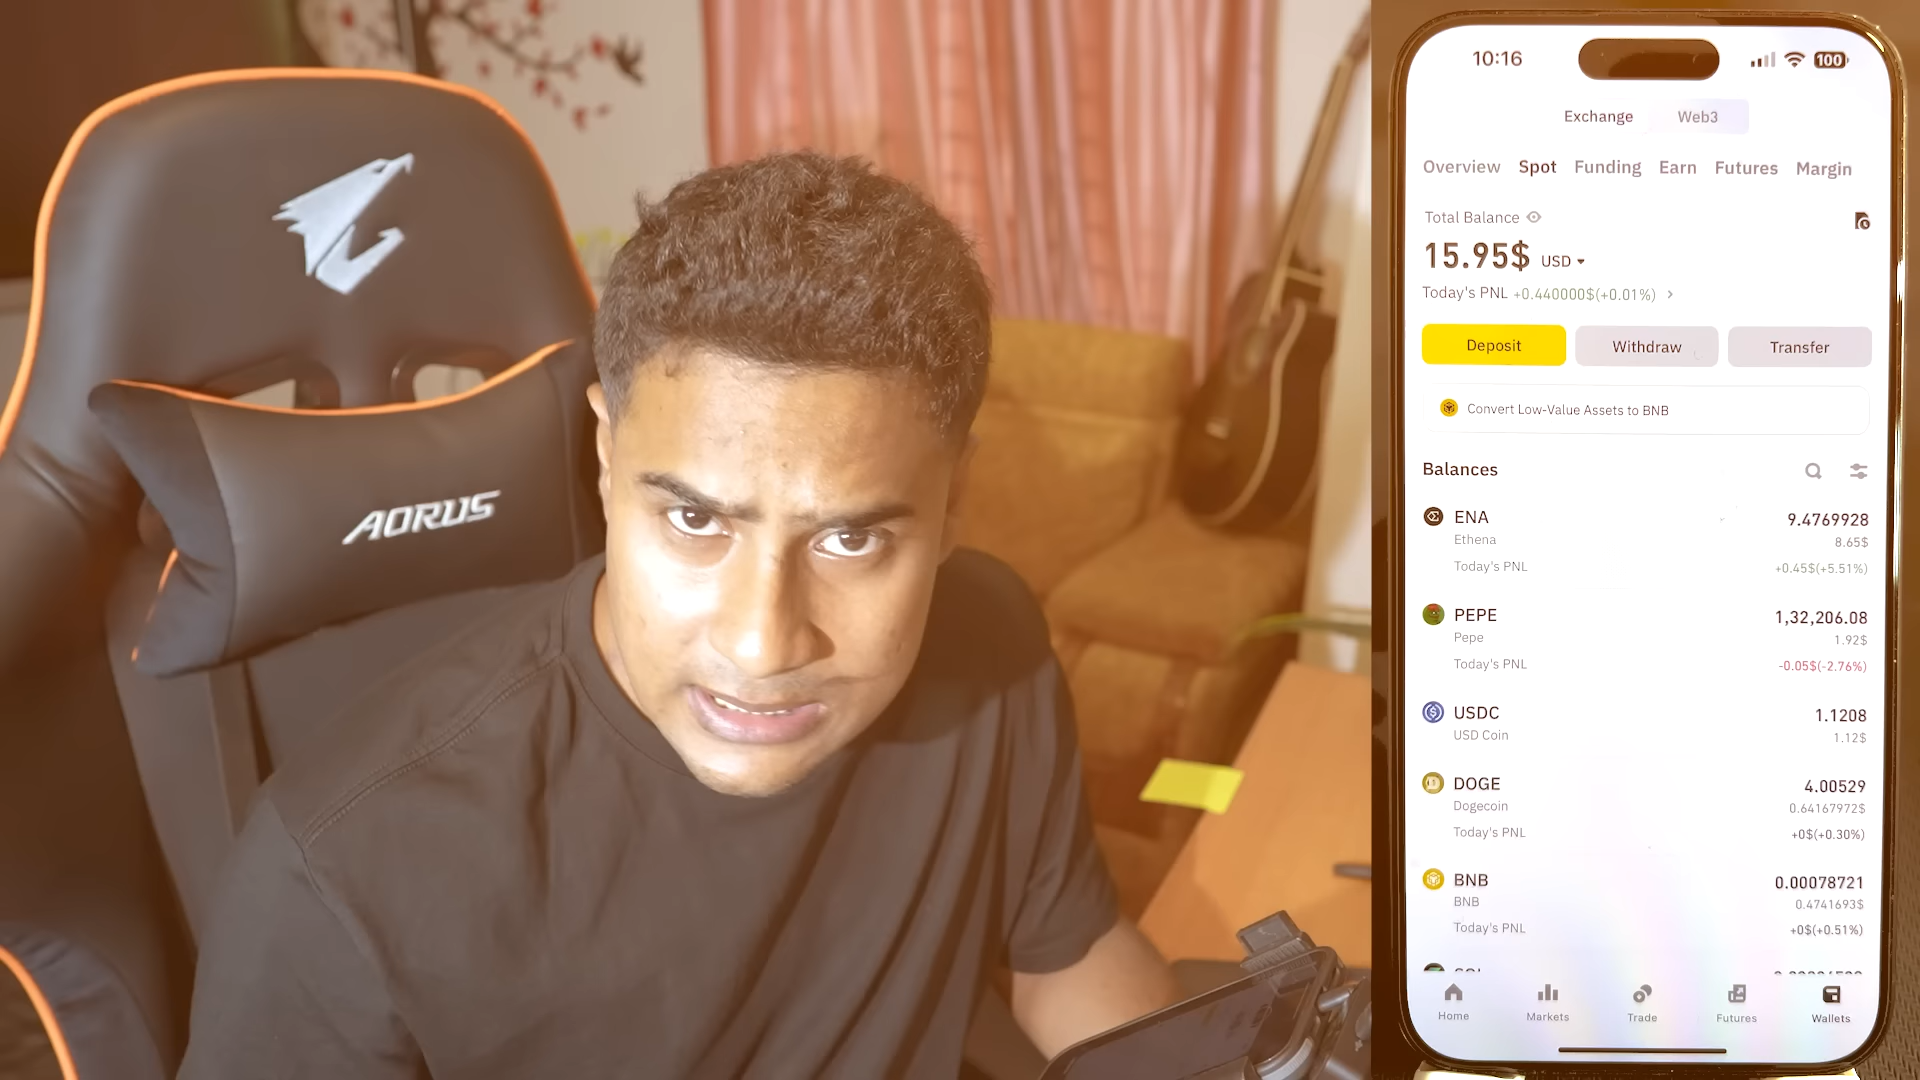 AORUS
10:16
100
Exchange Web3
Overview Spot Funding Earn Futures Margin
Total Balance
15.95$ USD
Today's PNL +0.440000$(+0.01%)
Deposit Withdraw Transfer
Convert Low-Value Assets to BNB
Balances
ENA 9.4769928
Ethena 8.65$
Today's PNL +0.45$(+5.51%)
PEPE 1,32,206.08
Pepe 1.92$
Today's PNL -0.05$(-2.76%)
USDC 1.1208
USD Coin 1.12$
DOGE 4.00529
Dogecoin 0.64167972$
Today's PNL +0$(+0.30%)
BNB 0.00078721
BNB 0.4741693$
Today's PNL +0$(+0.51%)
Home Markets Trade Futures Wallets